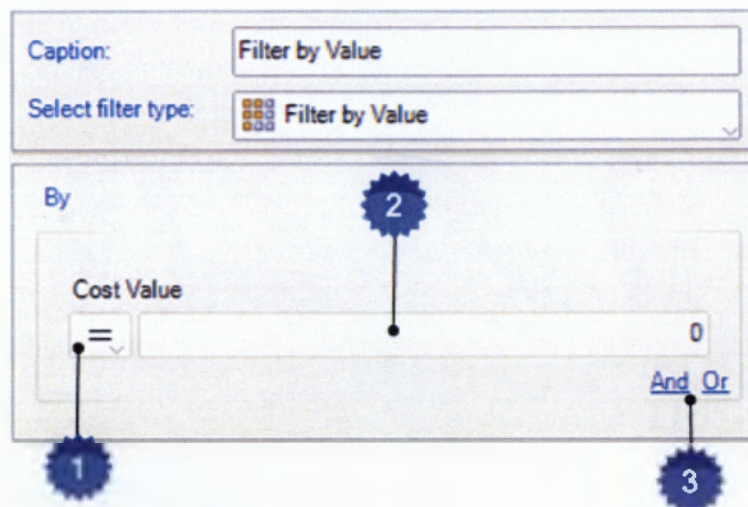 Caption: Filter by Value
Select filter type: Filter by Value
By
2
Cost Value
= 0
And Or
1
3